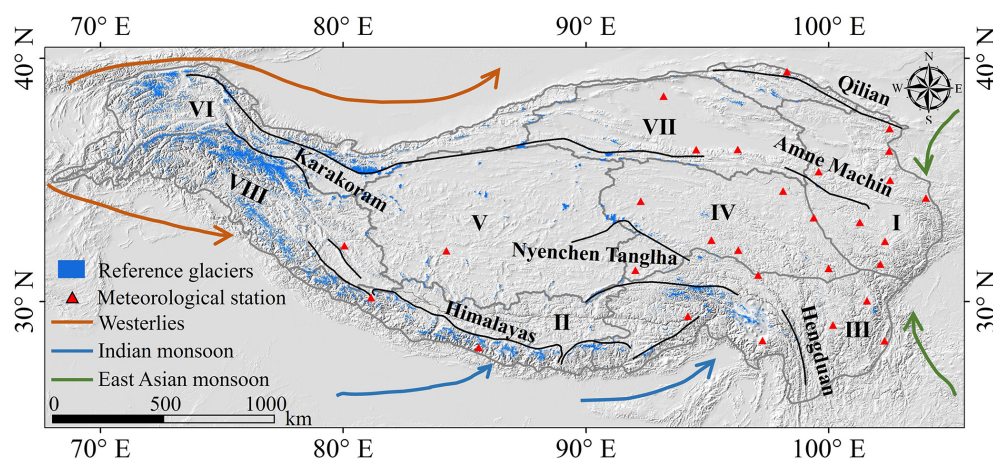 70° E 80° E 90° E 100° E
40° N
40° N
N
W E
S
Qilian
VI
VII
Karakoram
Amne Machin
VIII
IV
I
V
Nyenchen Tanglha
Reference glaciers
Meteorological station
30° N
30° N
Himalayas
II
III
Hengduan
Westerlies
Indian monsoon
East Asian monsoon
0 500 1000
km
70° E 80° E 90° E 100° E